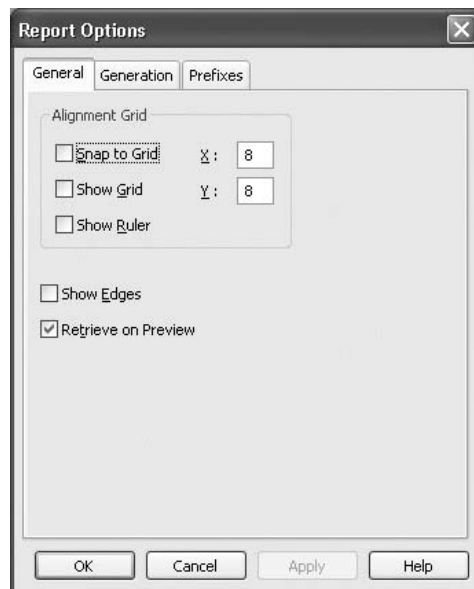 Report Options
General Generation Prefixes
Alignment Grid
Snap to Grid X: 8
Show Grid Y: 8
Show Ruler
Show Edges
Retrieve on Preview
OK Cancel Apply Help